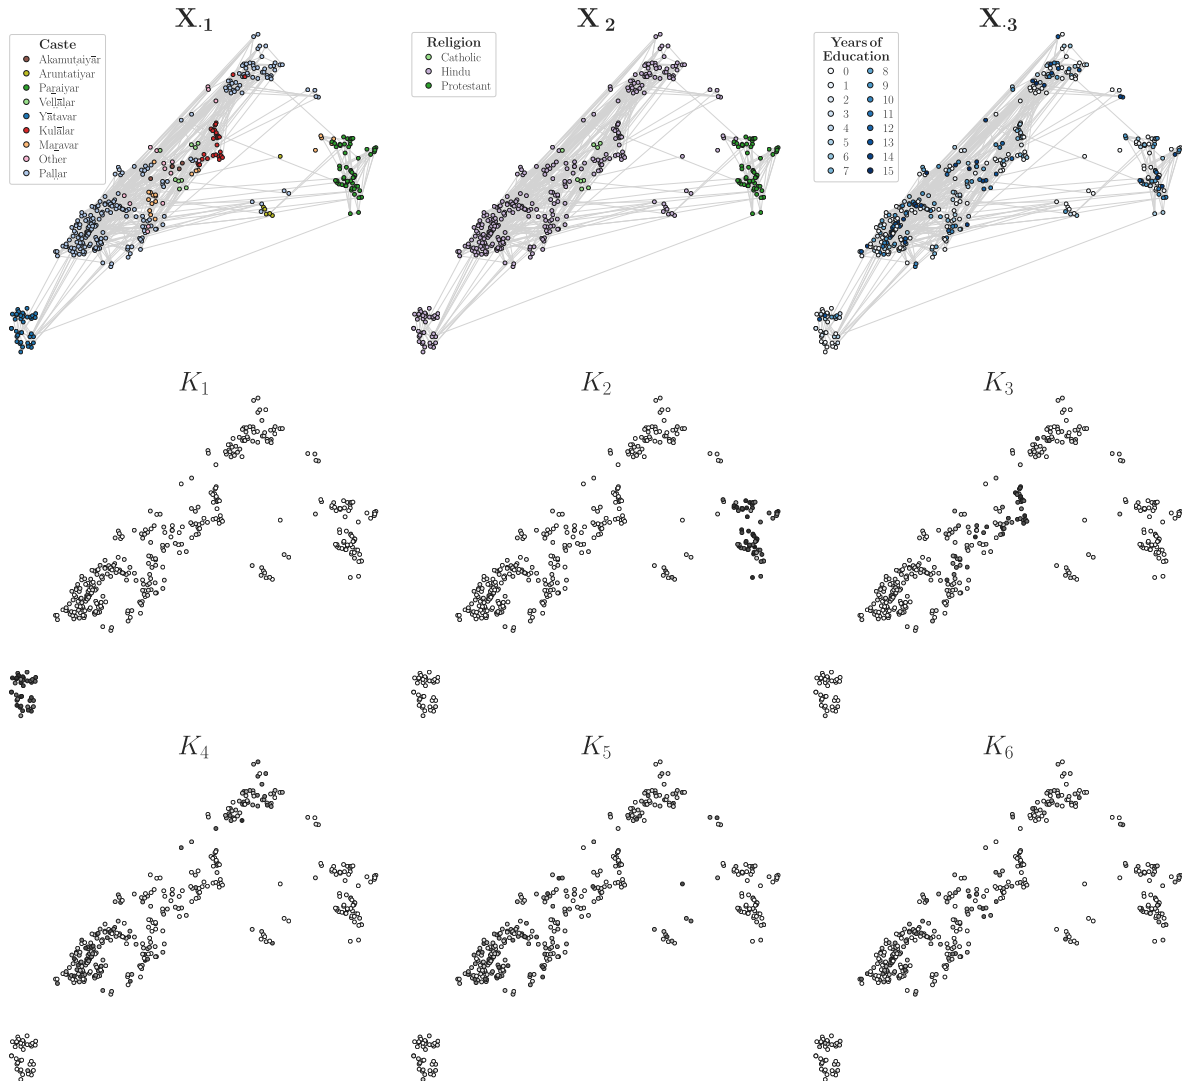 X.1
X.2
X.3
Caste
Akamuṭaiyār
Aruntatiyar
Paṟaiyar
Veḷḷāḷar
Yātavar
Kulālar
Maṟavar
Other
Paḷḷar
Religion
Catholic
Hindu
Protestant
Years of
Education
0 8
1 9
2 10
3 11
4 12
5 13
6 14
7 15
K1
K2
K3
K4
K5
K6